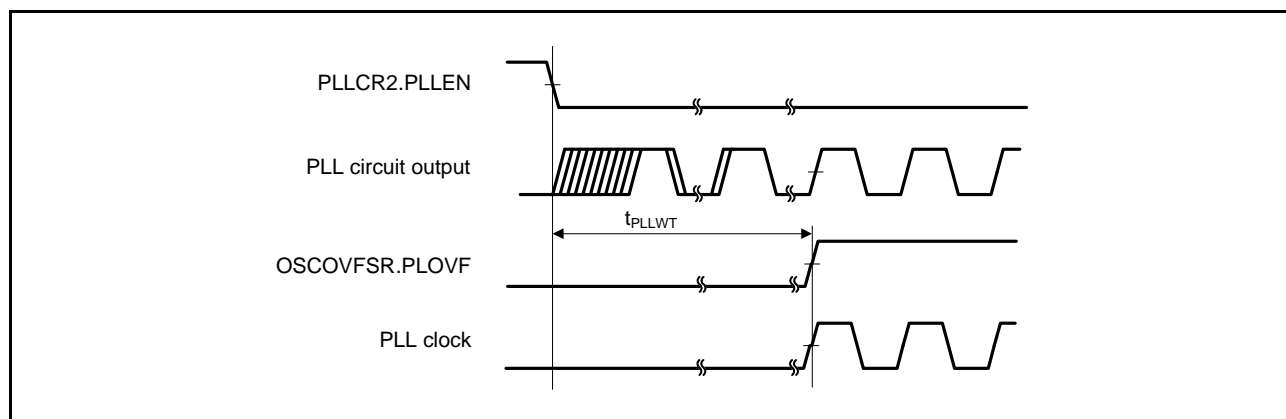 PLLCR2.PLLEN
PLL circuit output
tPLLWT
OSCOVFSR.PLOVF
PLL clock